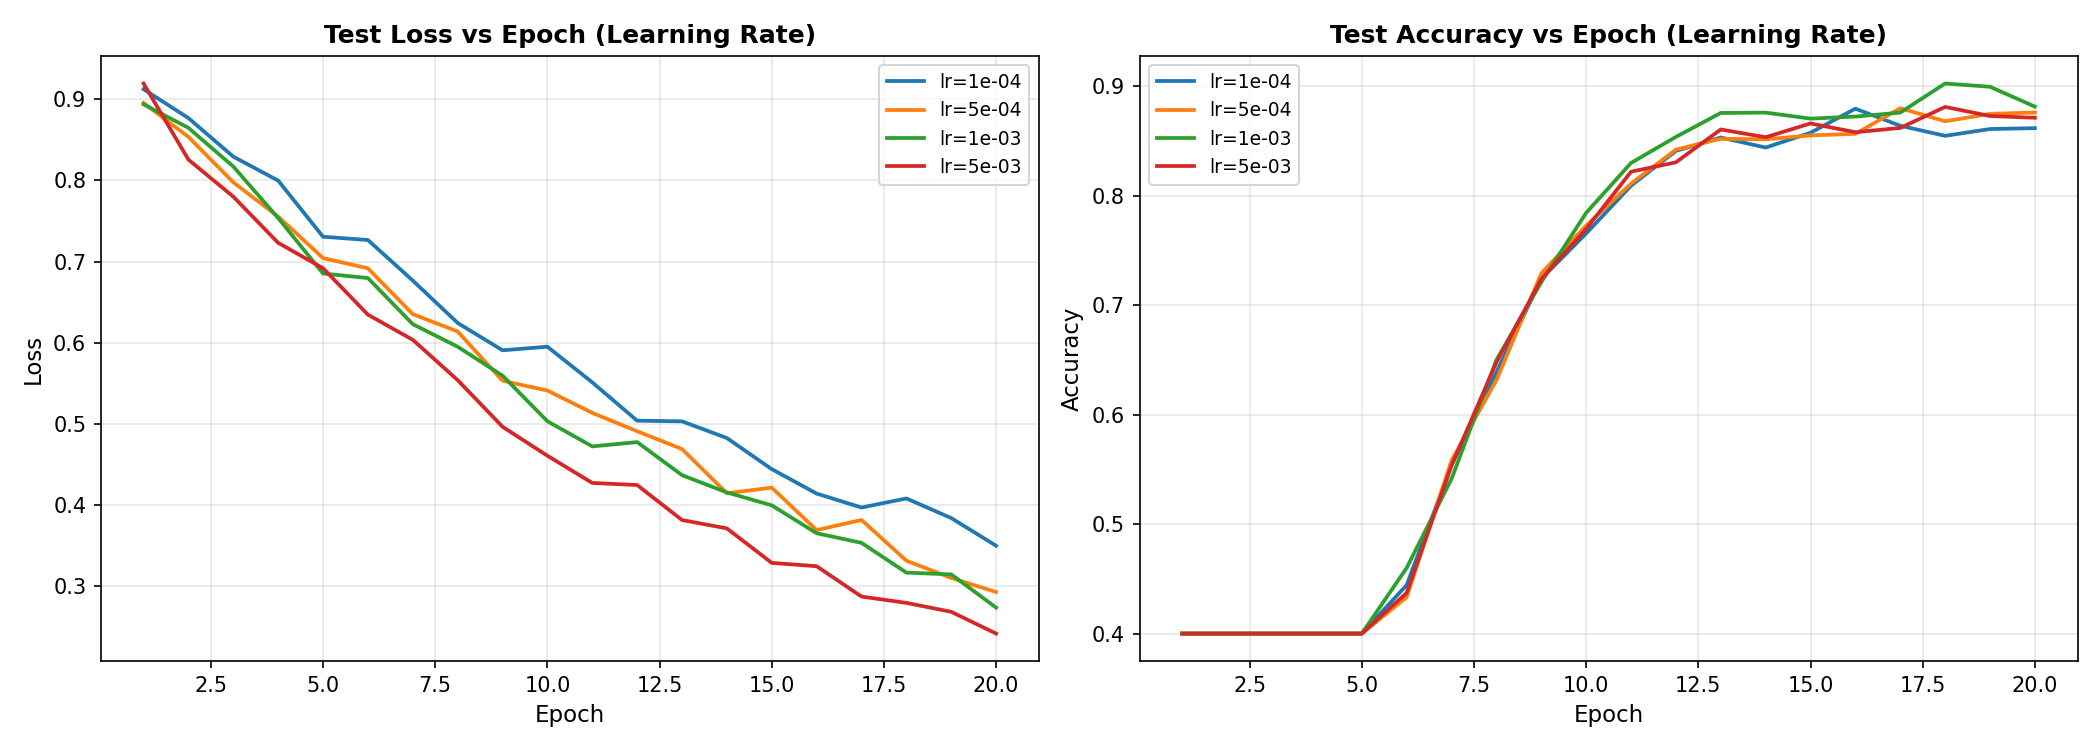 Test Loss vs Epoch (Learning Rate)
Loss
0.9
0.8
0.7
0.6
0.5
0.4
0.3
lr=1e-04
lr=5e-04
lr=1e-03
lr=5e-03
2.5 5.0 7.5 10.0 12.5 15.0 17.5 20.0
Epoch
Test Accuracy vs Epoch (Learning Rate)
Accuracy
0.9
0.8
0.7
0.6
0.5
0.4
lr=1e-04
lr=5e-04
lr=1e-03
lr=5e-03
2.5 5.0 7.5 10.0 12.5 15.0 17.5 20.0
Epoch